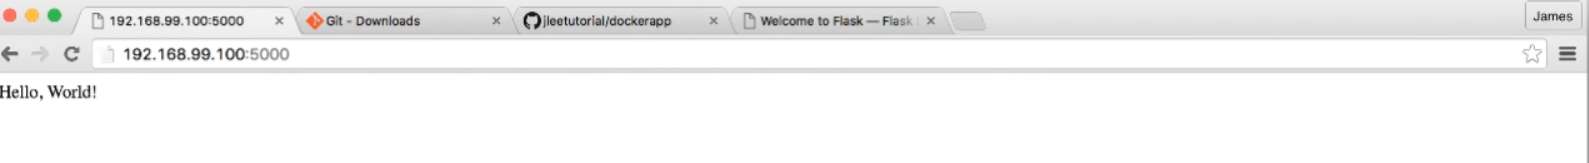 192.168.99.100:5000
Git - Downloads
jleetutorial/dockerapp
Welcome to Flask — Flask
James
192.168.99.100:5000
Hello, World!